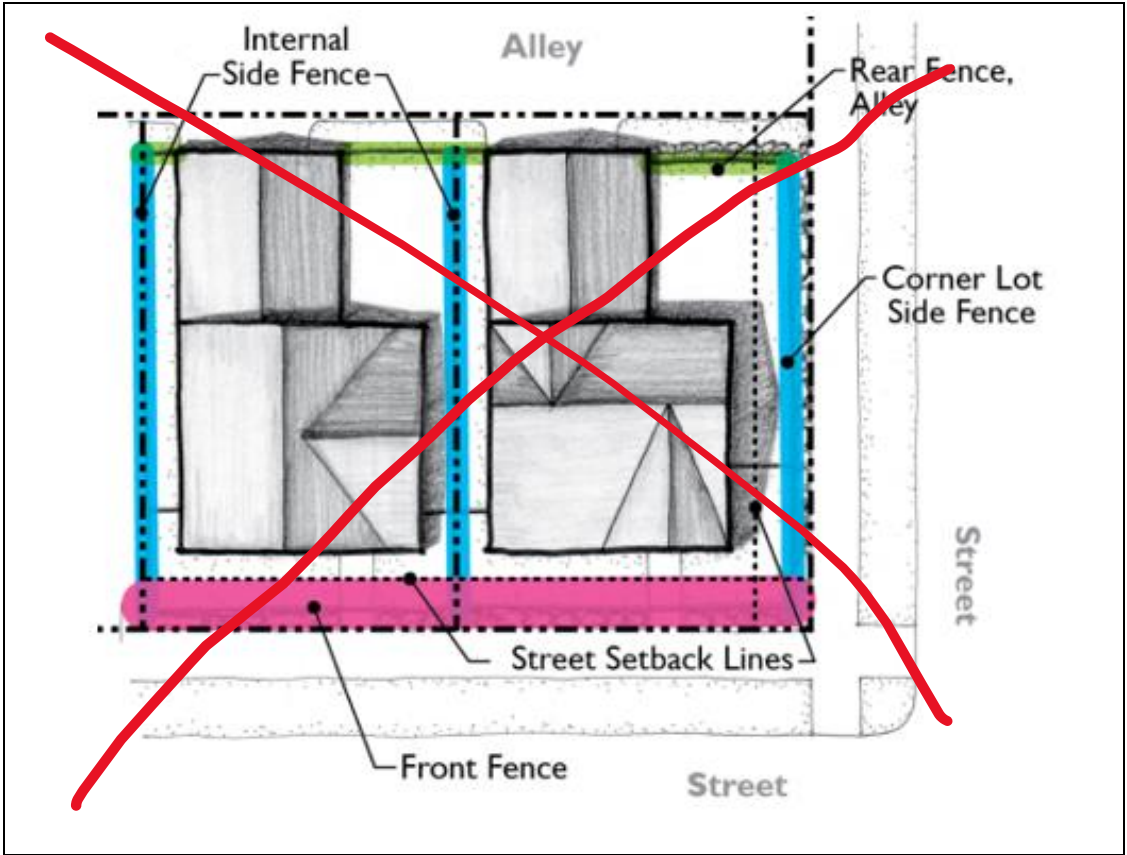 Internal
Side Fence
Alley
Rear Fence,
Alley
Corner Lot
Side Fence
Street
Street Setback Lines
Front Fence
Street